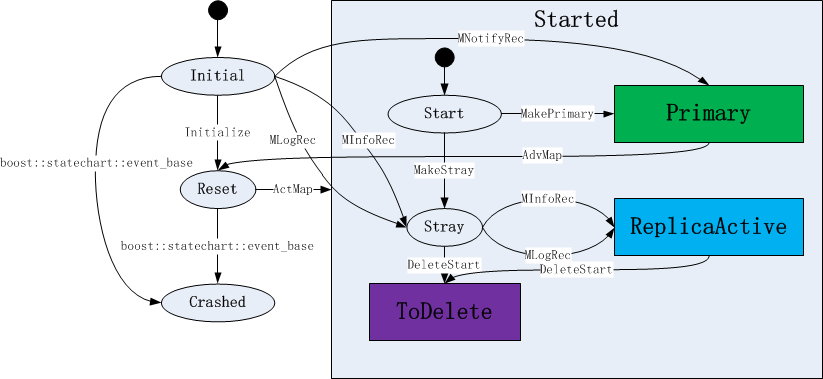 Started
MNotifyRec
Initial
Start
MakePrimary
Primary
Initialize
MLogRec
MInfoRec
boost::statechart::event_base
AdvMap
MakeStray
Reset
ActMap
MInfoRec
Stray
ReplicaActive
boost::statechart::event_base
MLogRec
DeleteStart
DeleteStart
Crashed
ToDelete